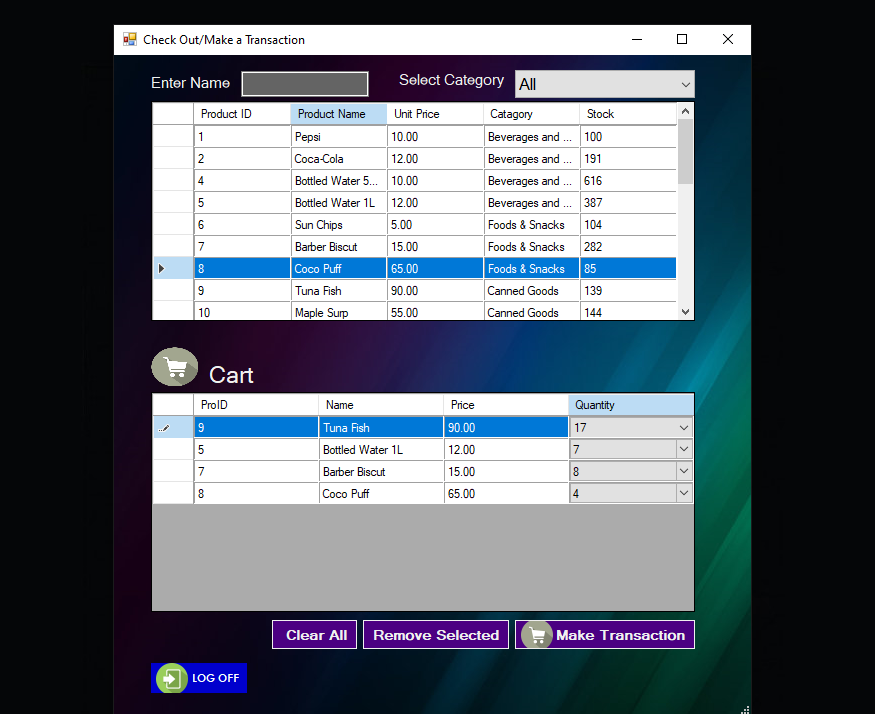 Check Out/Make a Transaction
Enter Name Select Category All
Product ID Product Name Unit Price Catagory Stock
1 Pepsi 10.00 Beverages and ... 100
2 Coca-Cola 12.00 Beverages and ... 191
4 Bottled Water 5... 10.00 Beverages and ... 616
5 Bottled Water 1L 12.00 Beverages and ... 387
6 Sun Chips 5.00 Foods & Snacks 104
7 Barber Biscut 15.00 Foods & Snacks 282
8 Coco Puff 65.00 Foods & Snacks 85
9 Tuna Fish 90.00 Canned Goods 139
10 Maple Surp 55.00 Canned Goods 144
Cart
ProID Name Price Quantity
9 Tuna Fish 90.00 17
5 Bottled Water 1L 12.00 7
7 Barber Biscut 15.00 8
8 Coco Puff 65.00 4
Clear All Remove Selected Make Transaction
LOG OFF